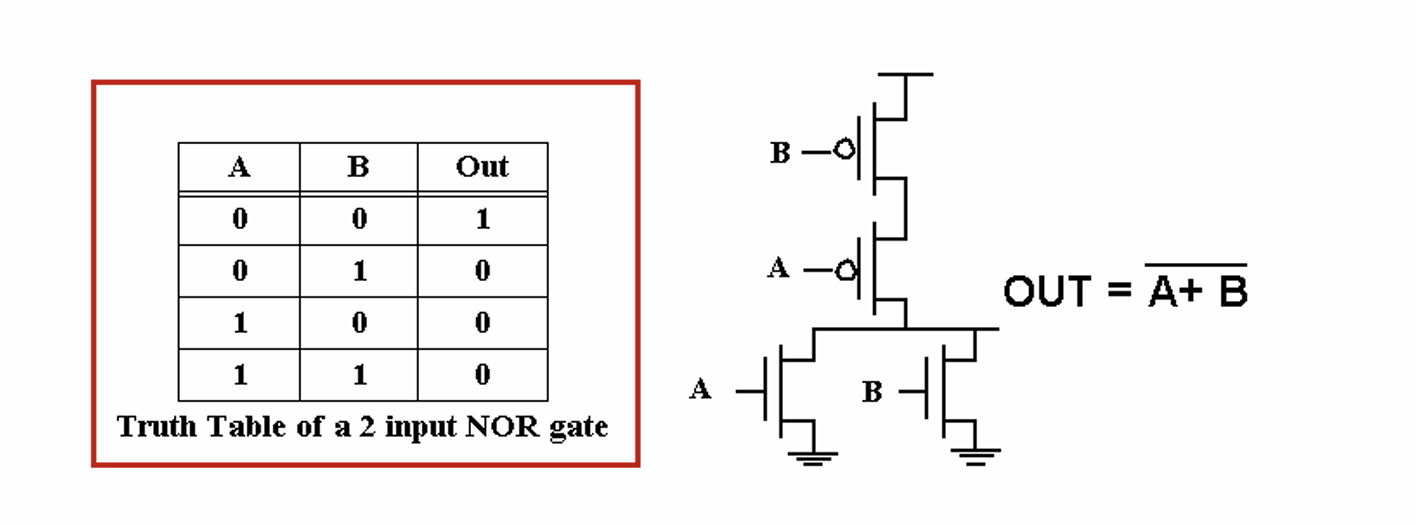 A B Out
0 0 1
0 1 0
1 0 0
1 1 0
Truth Table of a 2 input NOR gate
B
A
OUT = \overline{A+ B}
A
B